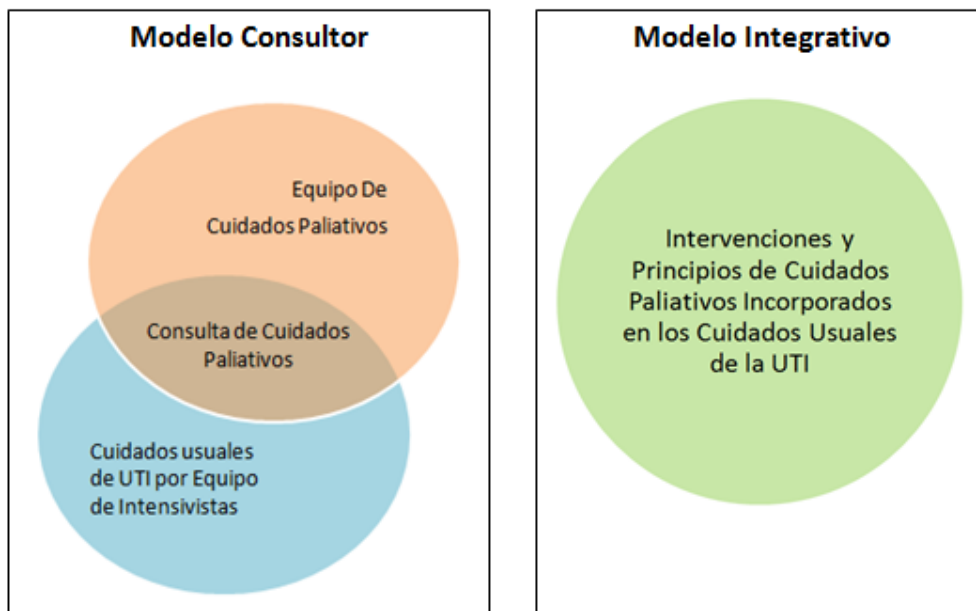 Modelo Consultor
Equipo De
Cuidados Paliativos
Consulta de Cuidados
Paliativos
Cuidados usuales
de UTI por Equipo
de Intensivistas
Modelo Integrativo
Intervenciones y
Principios de Cuidados
Paliativos Incorporados
en los Cuidados Usuales
de la UTI